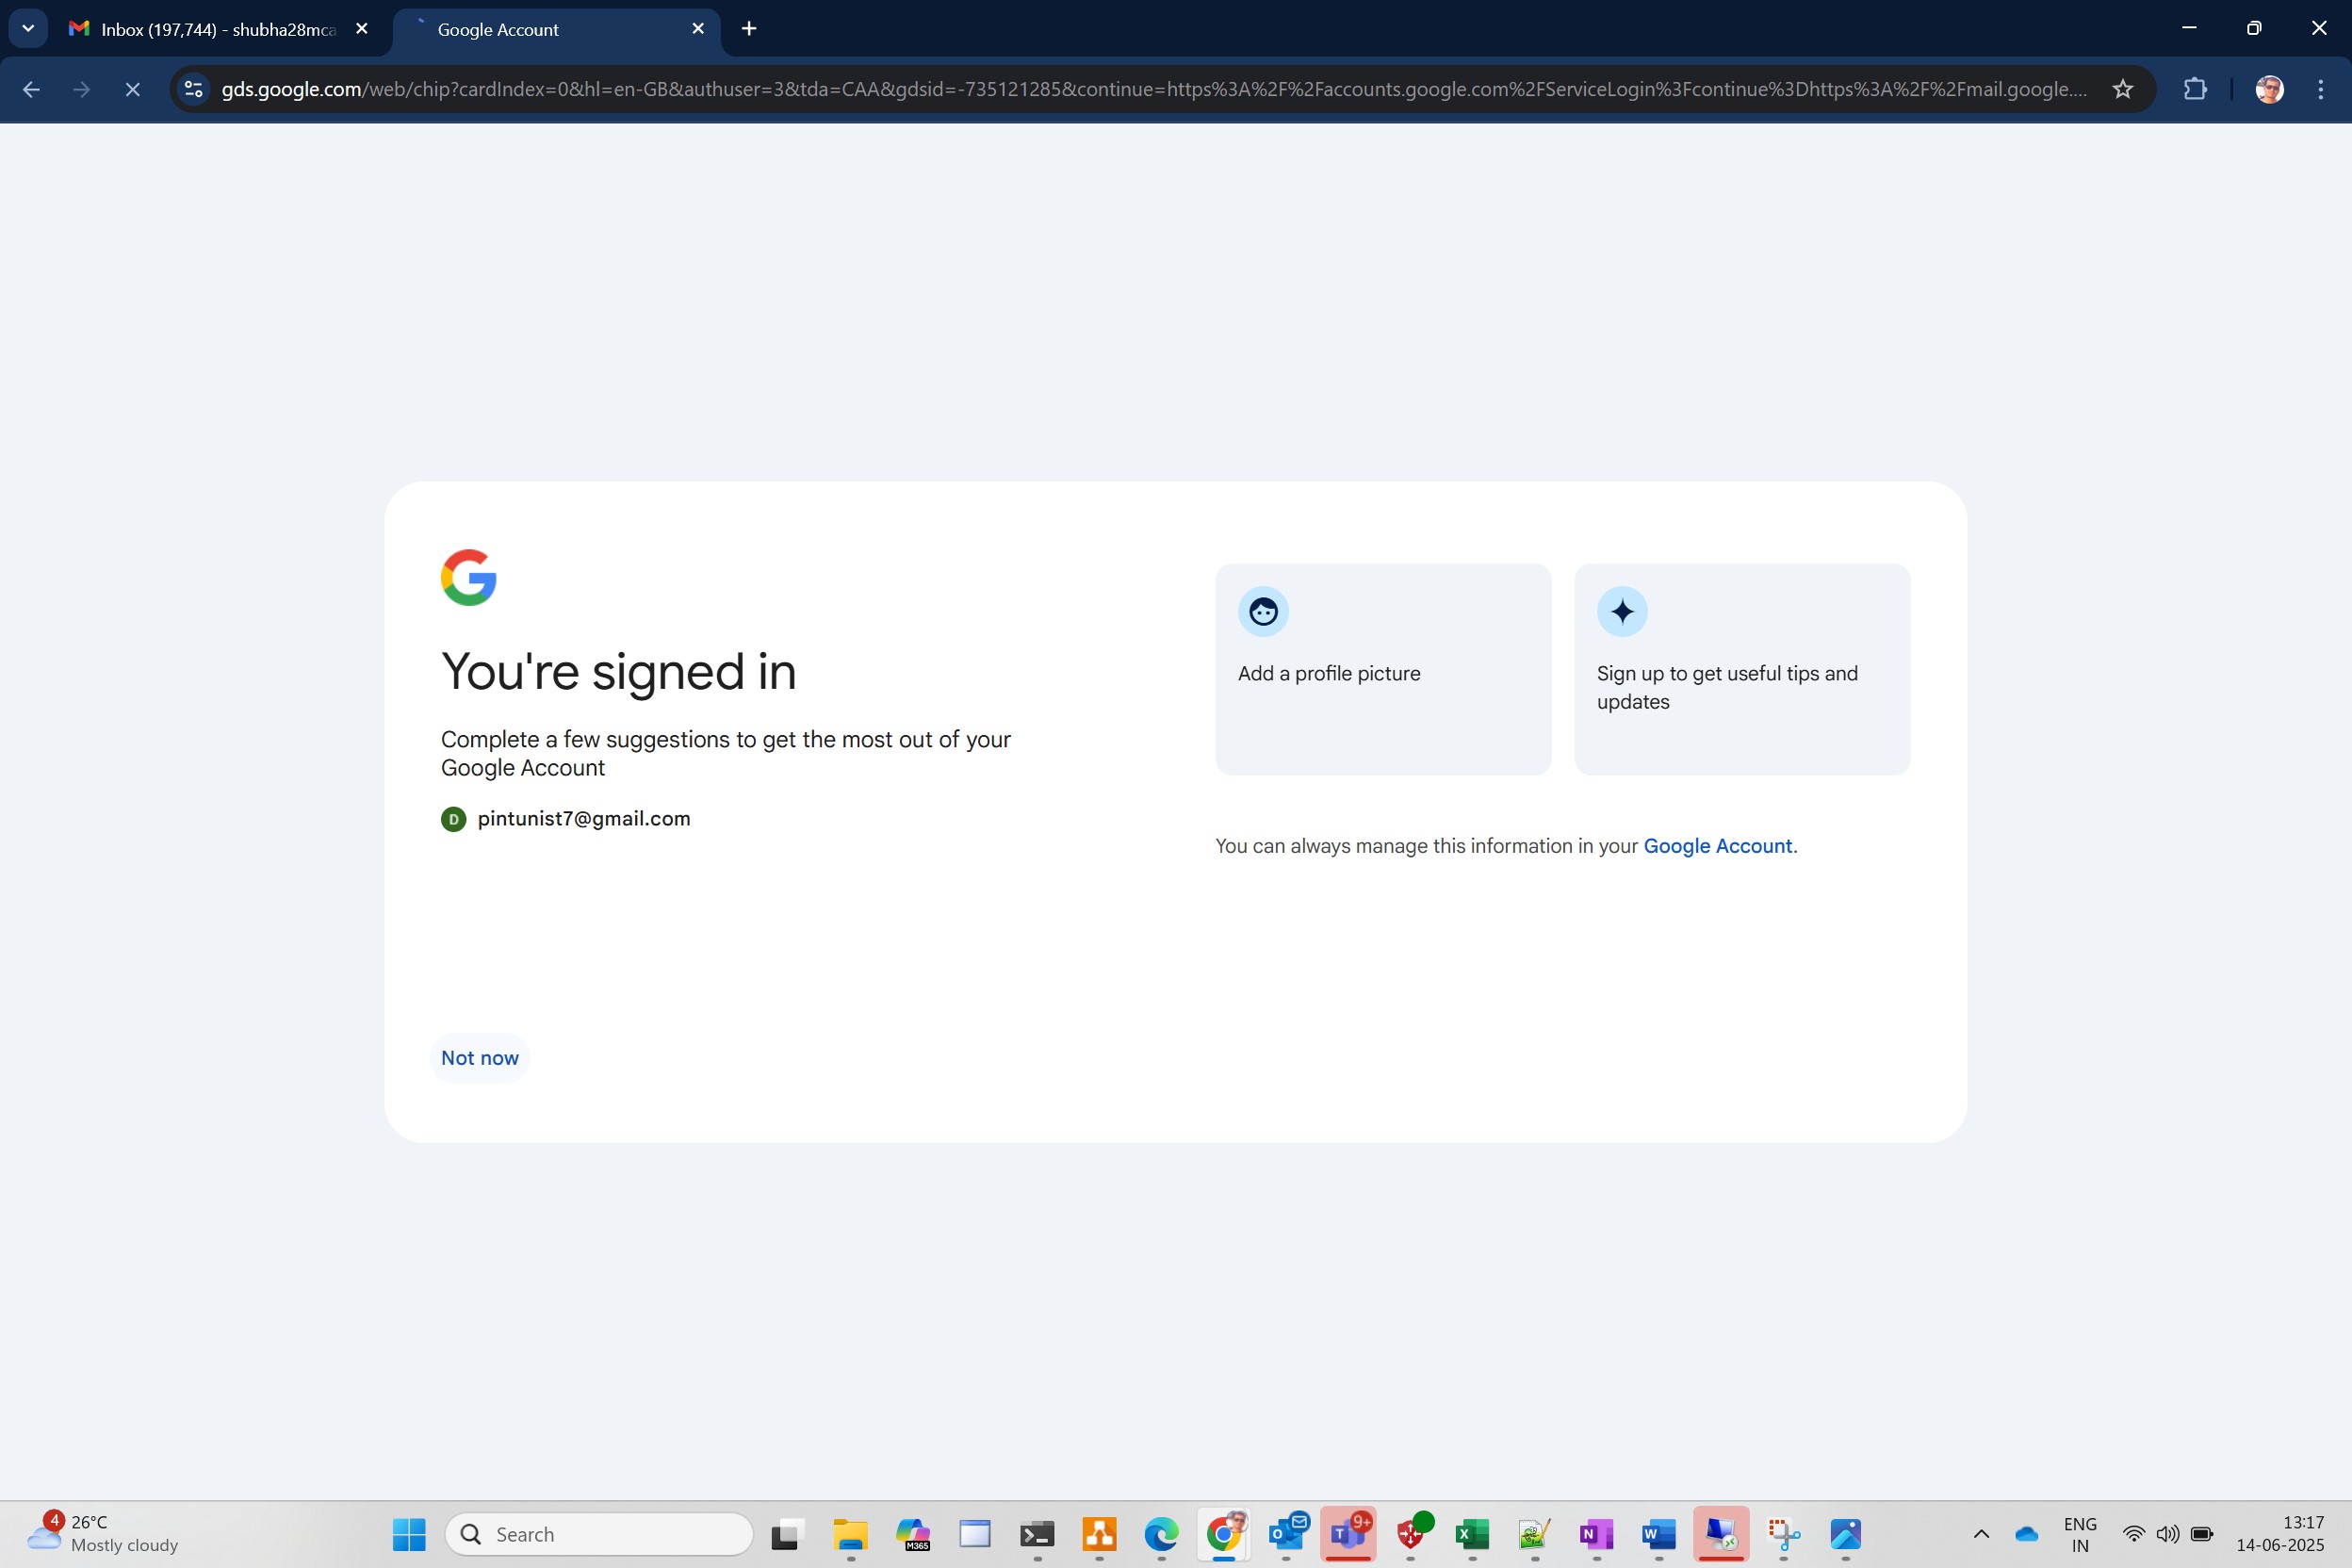 Inbox (197,744) - shubha28mca
Google Account
gds.google.com/web/chip?cardIndex=0&hl=en-GB&authuser=3&tda=CAA&gdsid=-735121285&continue=https%3A%2F%2Faccounts.google.com%2FServiceLogin%3Fcontinue%3Dhttps%3A%2F%2Fmail.google....
You're signed in
Complete a few suggestions to get the most out of your
Google Account
D pintunist7@gmail.com
Add a profile picture
Sign up to get useful tips and
updates
You can always manage this information in your Google Account.
Not now
4
26°C
Mostly cloudy
Search
M365
O
T
9+
X
N
W
ENG
IN
13:17
14-06-2025